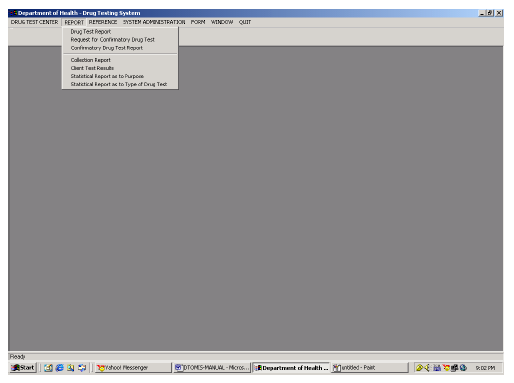 Department of Health - Drug Testing System
DRUG TEST CENTER REPORT REFERENCE SYSTEM ADMINISTRATION FORM WINDOW QUIT
Drug Test Report
Request for Confirmatory Drug Test
Confirmatory Drug Test Report
Collection Report
Client Test Results
Statistical Report as to Purpose
Statistical Report as to Type of Drug Test
Ready
Start Yahoo! Messenger DTOMIS-MANUAL - Micros... Department of Health ... untitled - Paint 9:02 PM